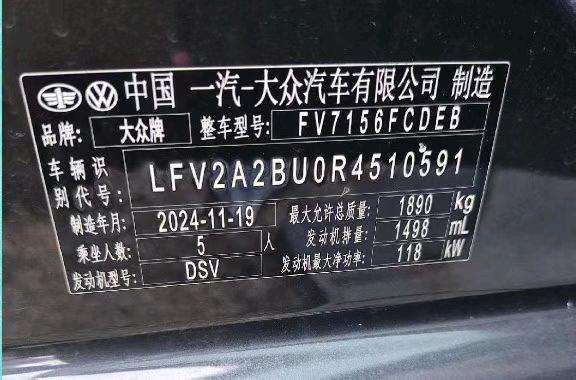 中国 一汽-大众汽车有限公司 制造
品牌: 大众牌 整车型号: FV7156FCDEB
车辆识别代号: LFV2A2BU0R4510591
制造年月: 2024-11-19 最大允许总质量: 1890 kg
乘坐人数: 5 人 发动机排量: 1498 mL
发动机型号: DSV 发动机最大净功率: 118 kW